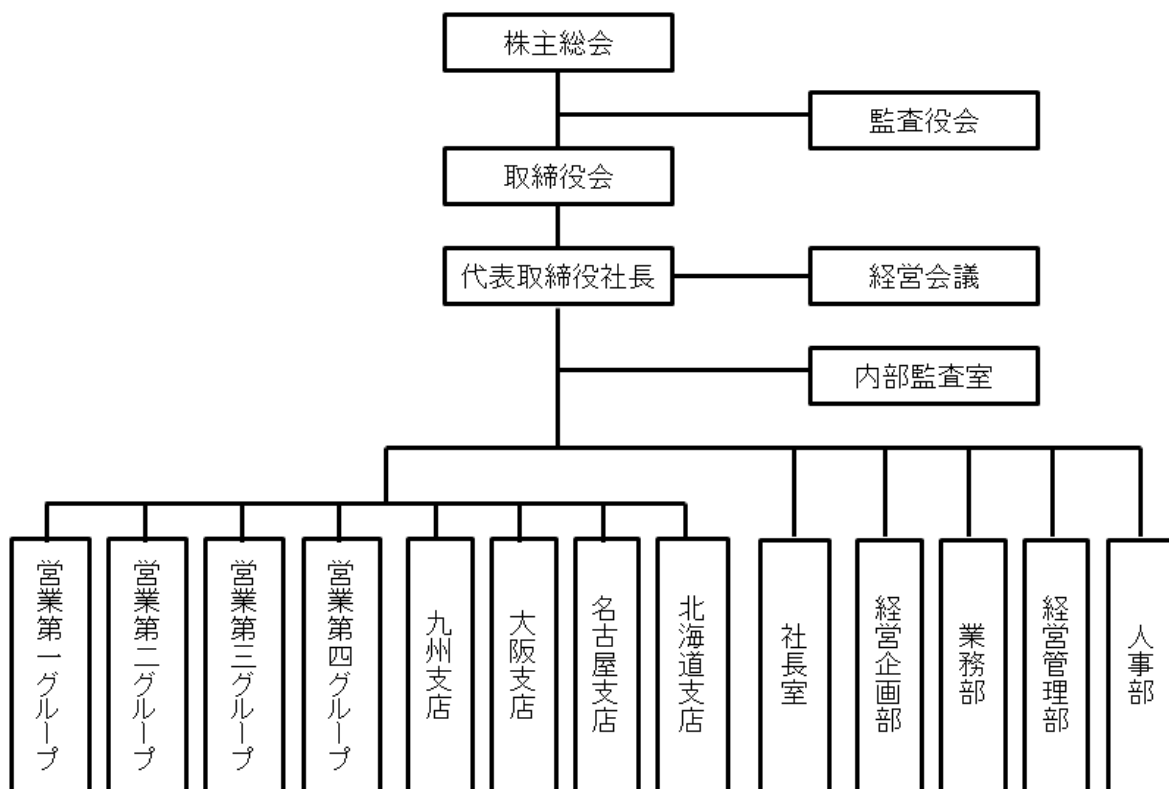 株主総会
監査役会
取締役会
代表取締役社長
経営会議
内部監査室
営業第一グループ
営業第二グループ
営業第三グループ
営業第四グループ
九州支店
大阪支店
名古屋支店
北海道支店
社長室
経営企画部
業務部
経営管理部
人事部